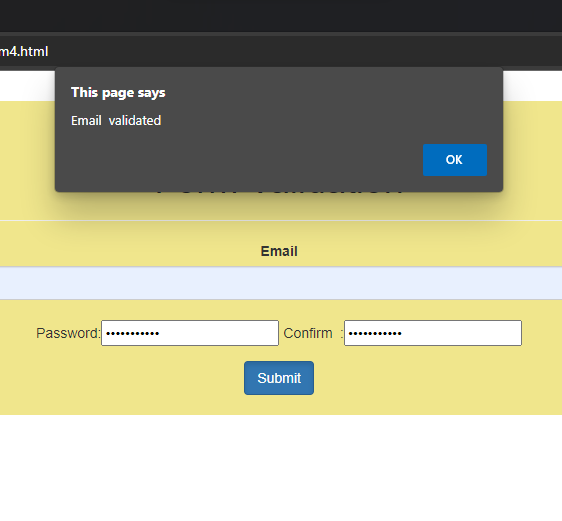 m4.html
This page says
Email  validated
OK
Email
Password:••••••••••• Confirm  :•••••••••••
Submit